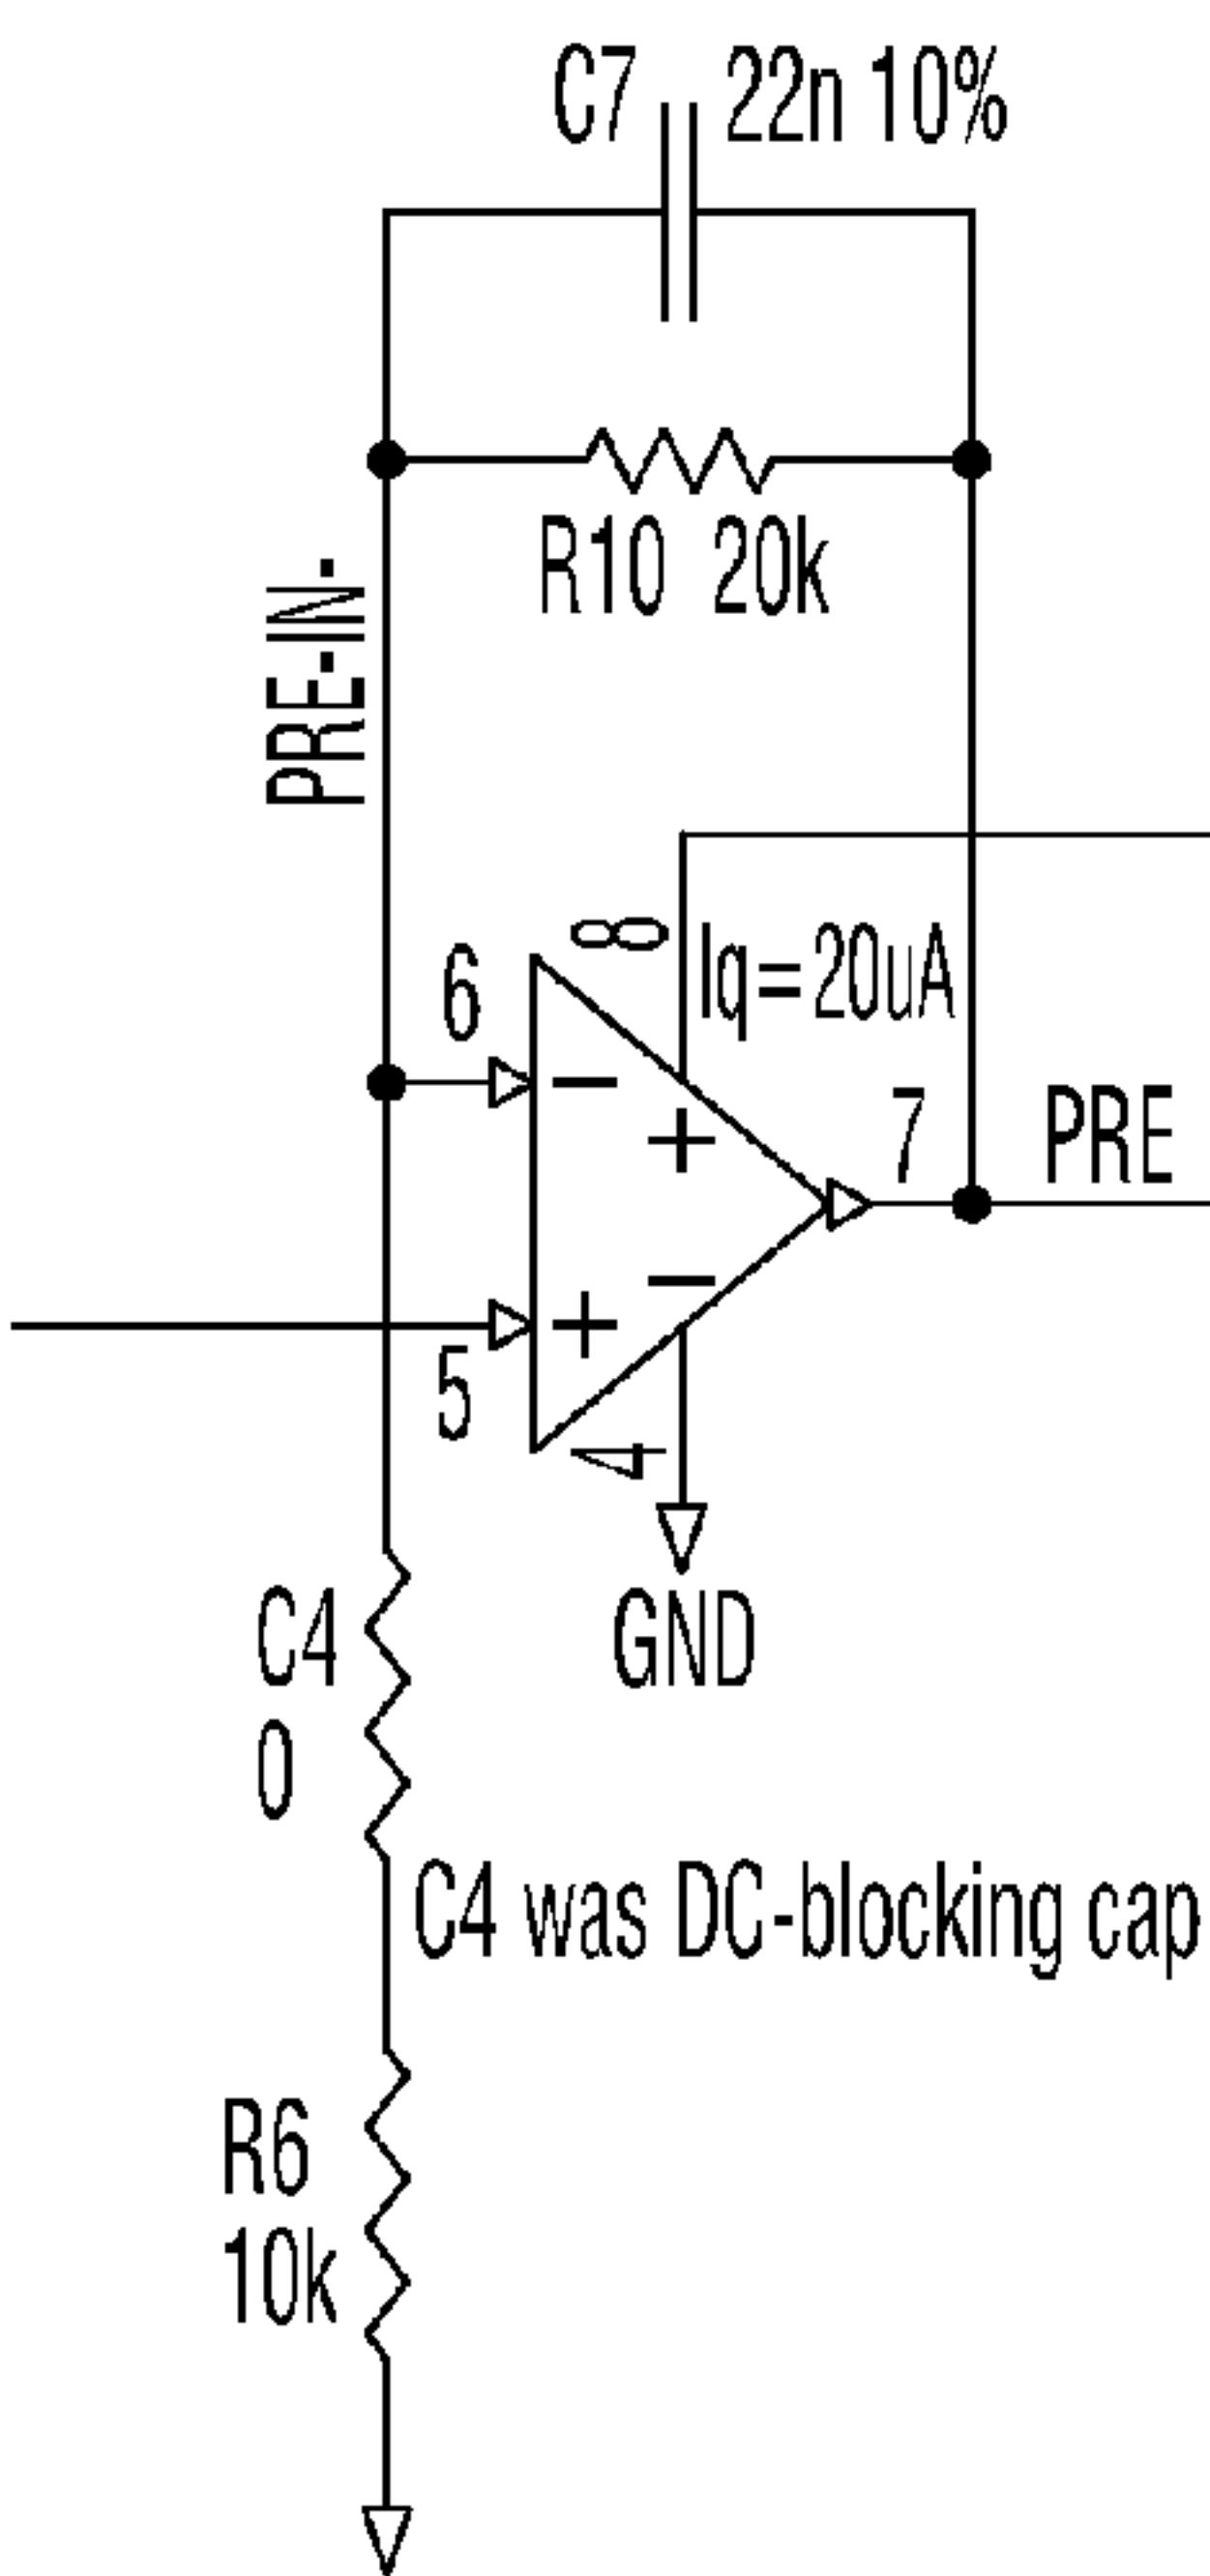 C7 22n 10%
R10 20k
PRE-IN-
8
Iq=20uA
6
7
PRE
5
4
GND
C4
0
C4 was DC-blocking cap
R6
10k